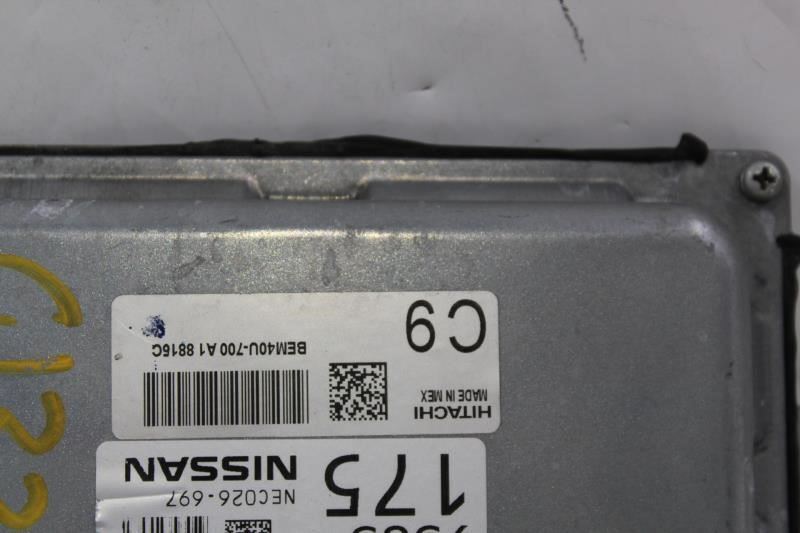 175
NEC026-697
NISSAN
HITACHI
MADE IN MEX
C9
BEM40U-700 A1 8816C